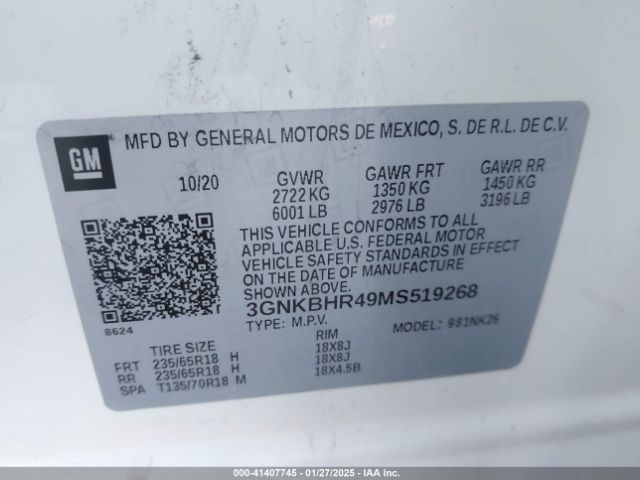 GM
MFD BY GENERAL MOTORS DE MEXICO, S. DE R.L. DE C.V.
10/20
GVWR
2722 KG
6001 LB
GAWR FRT
1350 KG
2976 LB
GAWR RR
1450 KG
3196 LB
THIS VEHICLE CONFORMS TO ALL
APPLICABLE U.S. FEDERAL MOTOR
VEHICLE SAFETY STANDARDS IN EFFECT
ON THE DATE OF MANUFACTURE
SHOWN ABOVE.
3GNKBHR49MS519268
TYPE: M.P.V.
MODEL: 981NK26
8624
TIRE SIZE RIM
FRT 235/65R18 H 18X8J
RR 235/65R18 H 18X8J
SPA T135/70R18 M 18X4.5B
000-41407745 - 01/27/2025 - IAA Inc.